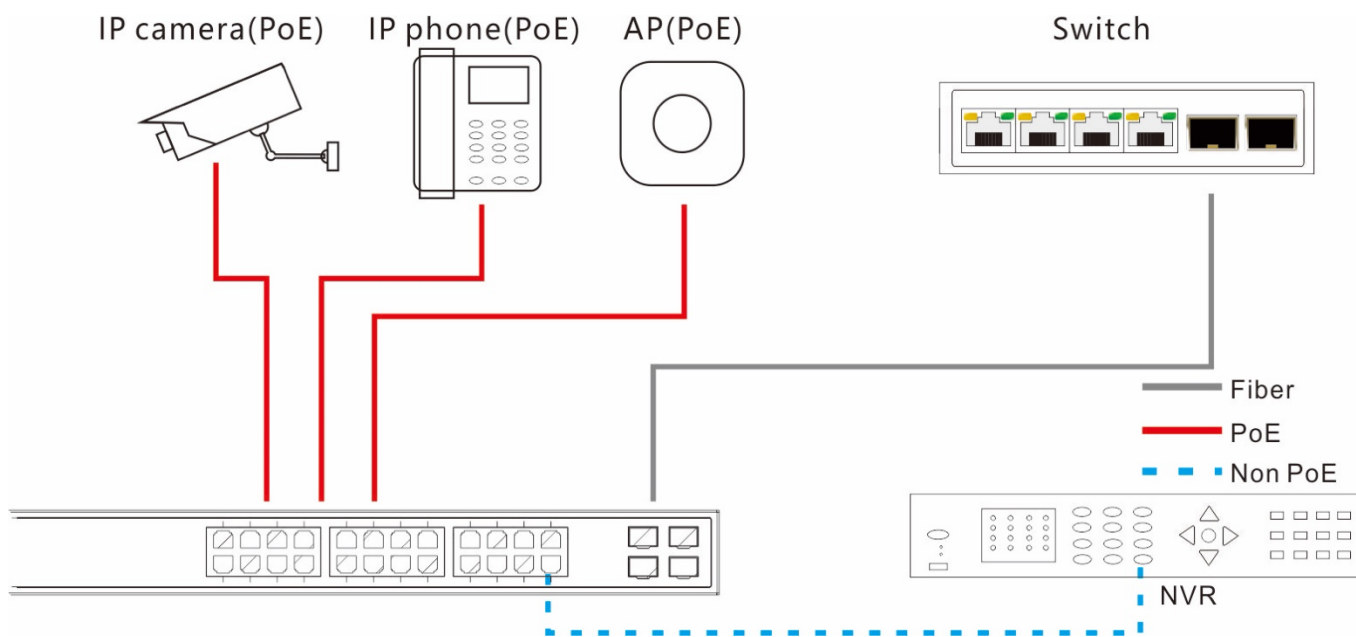 IP camera(PoE)
IP phone(PoE)
AP(PoE)
Switch
Fiber
PoE
Non PoE
NVR